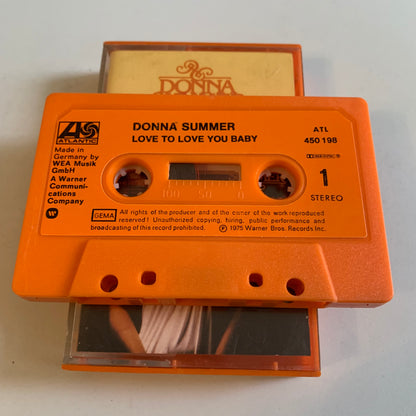 DONNA
ATLANTIC
Made in
Germany by
WEA Musik
GmbH
A Warner
Communi-
cations
Company
DONNA SUMMER
LOVE TO LOVE YOU BABY
ATL
450 198
1
STEREO
100 50 0
GEMA
All rights of the producer and of the owner of the work reproduced
reserved! Unauthorized copying, hiring, public performance and
broadcasting of this record prohibited. ℗ 1975 Warner Bros. Records Inc.